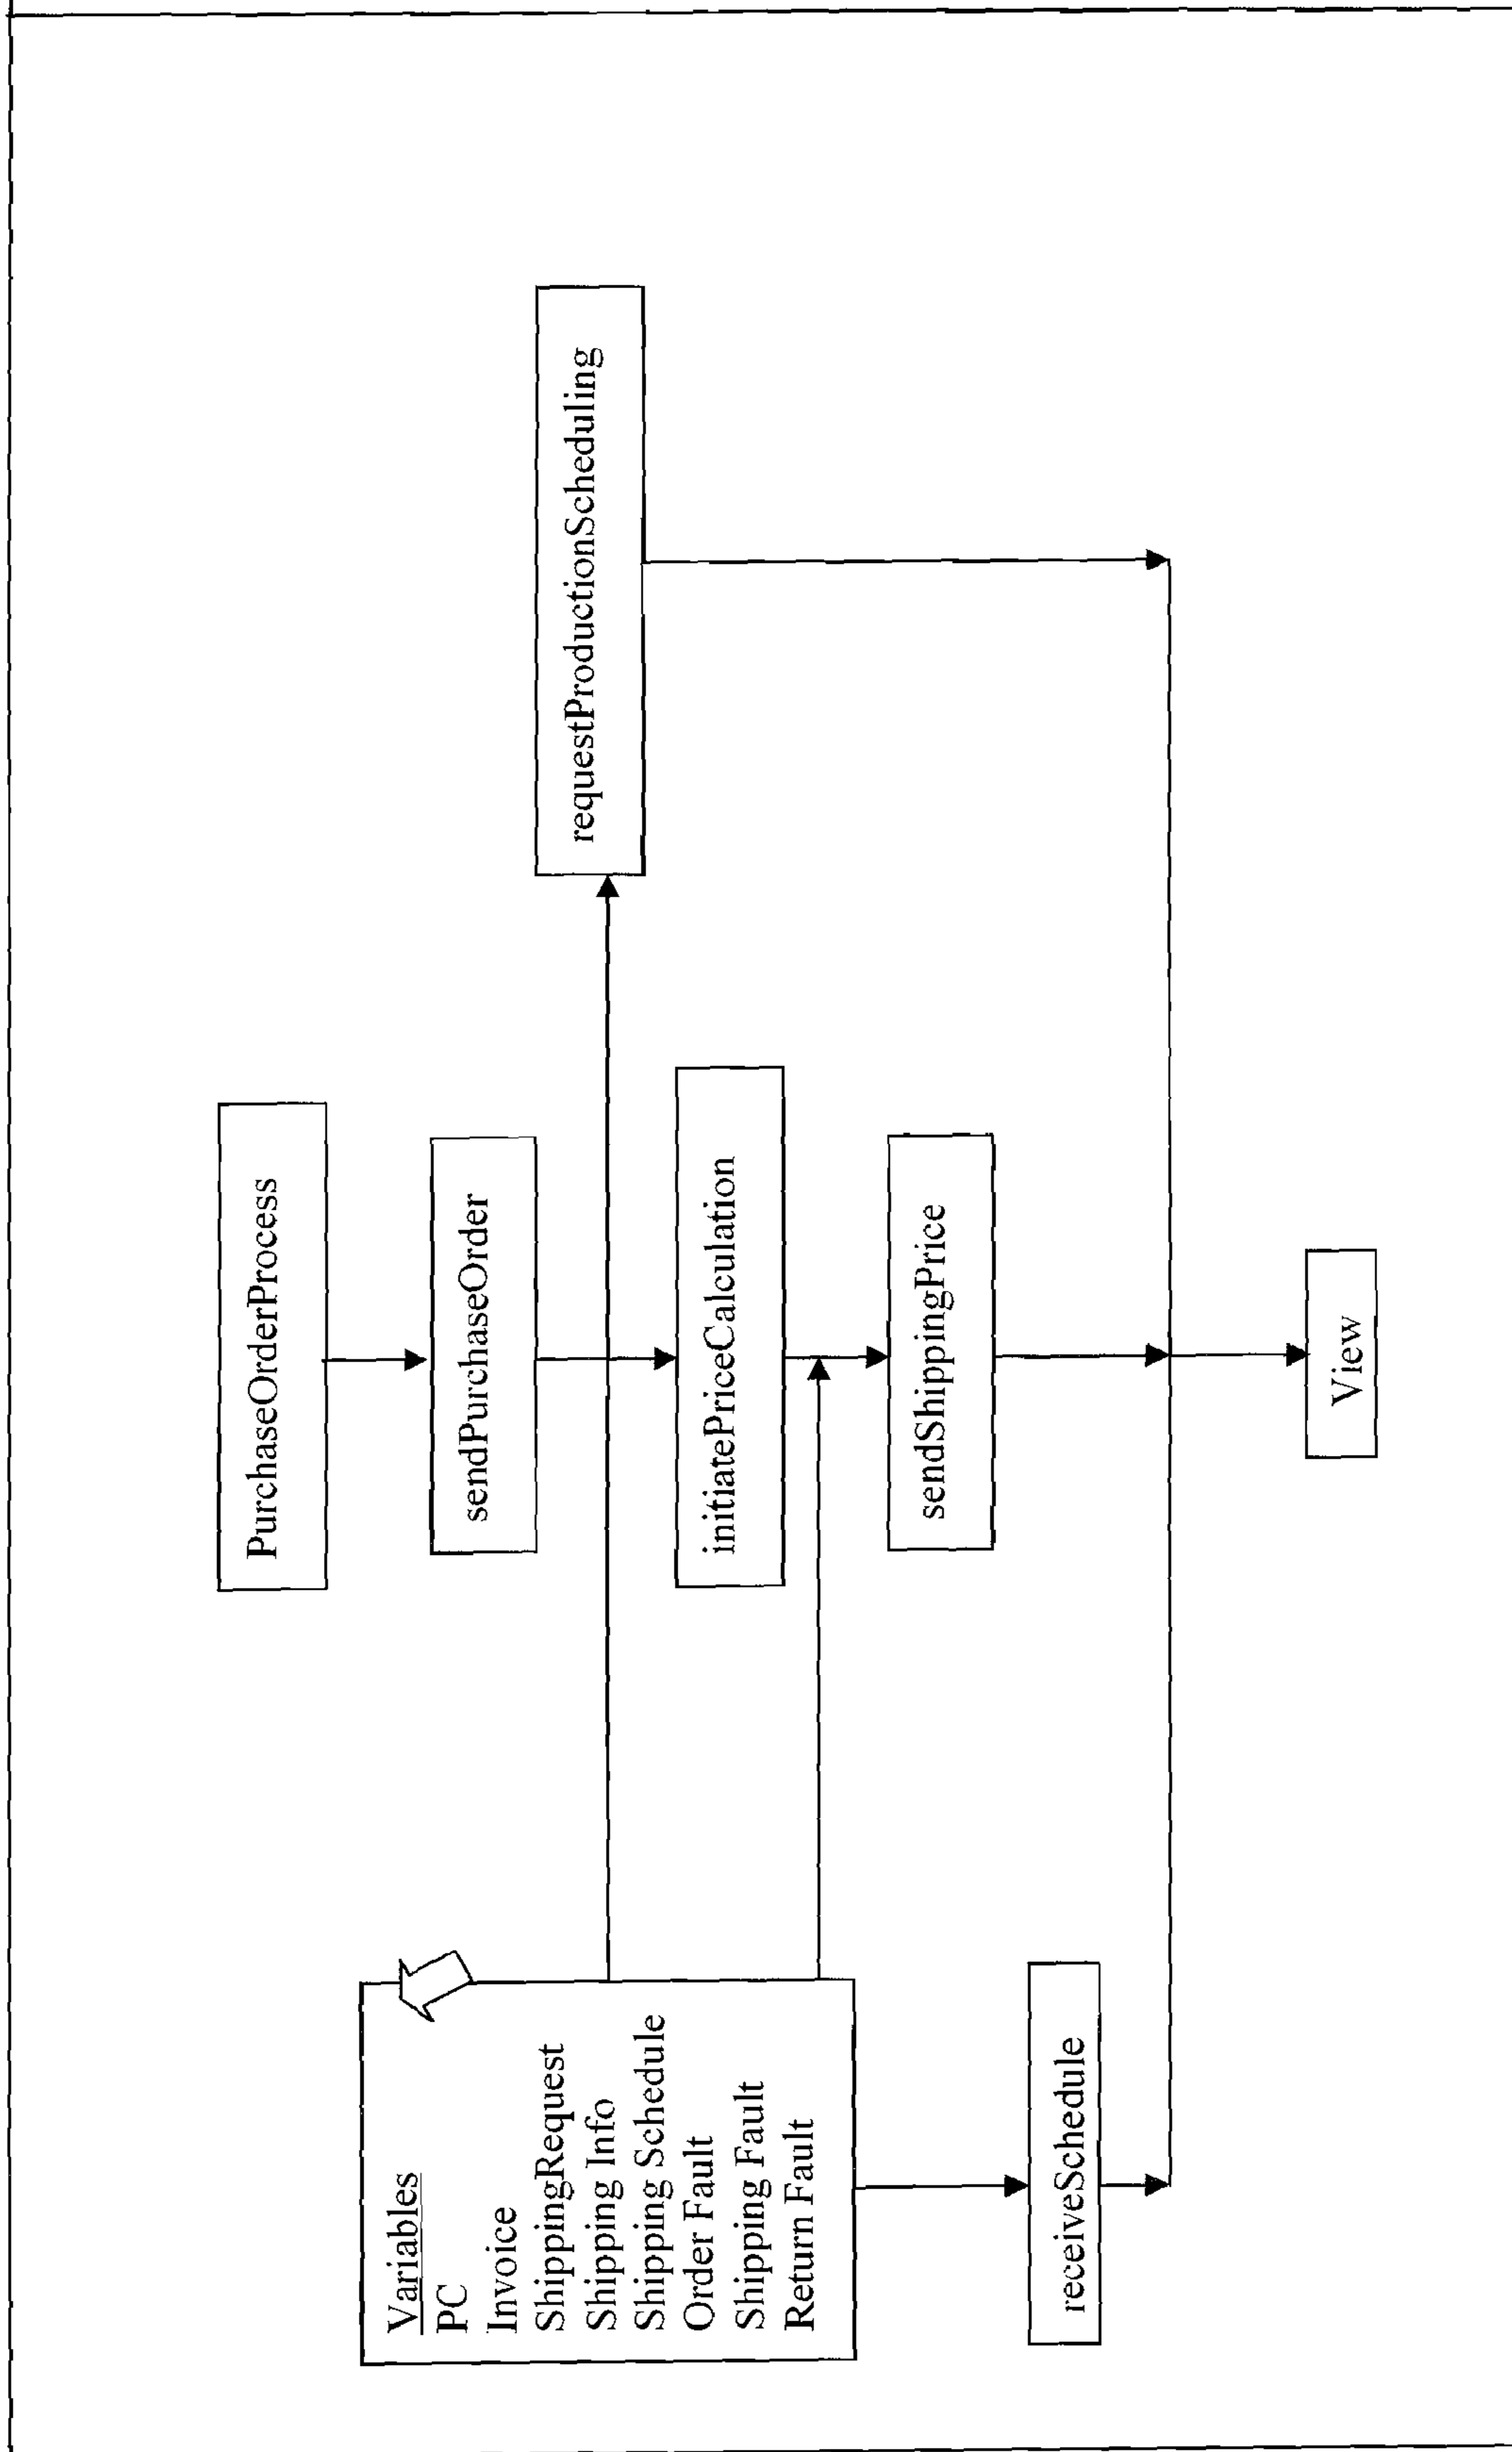 PurchaseOrderProcess
Variables
PC
Invoice
ShippingRequest
Shipping Info
Shipping Schedule
Order Fault
Shipping Fault
Return Fault
sendPurchaseOrder
requestProductionScheduling
initiatePriceCalculation
sendShippingPrice
receiveSchedule
View